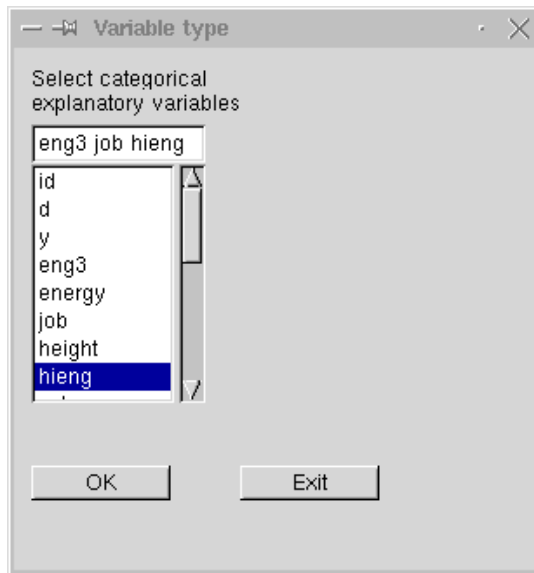 Variable type
Select categorical
explanatory variables
eng3 job hieng
id
d
y
eng3
energy
job
height
hieng
OK
Exit